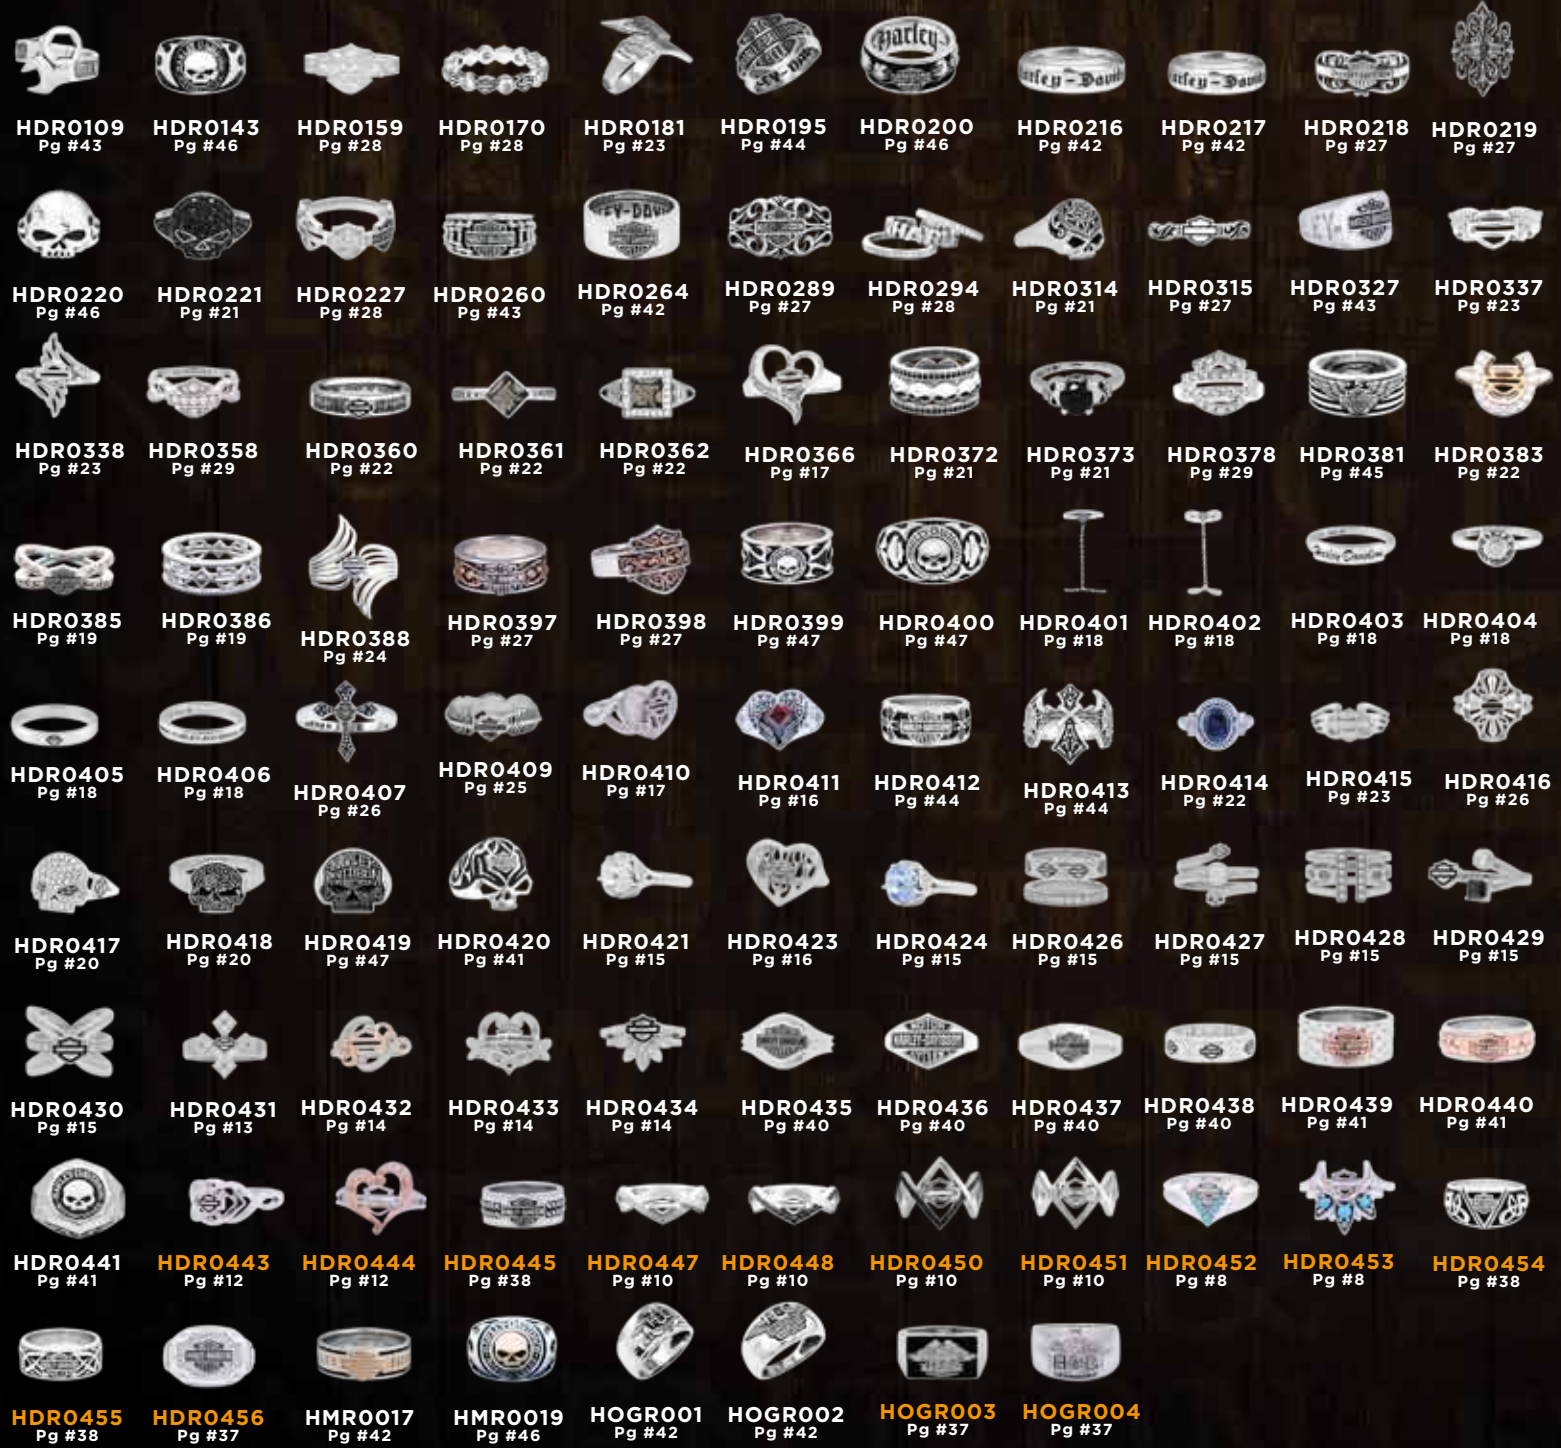 HDR0109 HDR0143 HDR0159 HDR0170 HDR0181 HDR0195 HDR0200 HDR0216 HDR0217 HDR0218 HDR0219
Pg #43 Pg #46 Pg #28 Pg #28 Pg #23 Pg #44 Pg #46 Pg #42 Pg #42 Pg #27 Pg #27
HDR0220 HDR0221 HDR0227 HDR0260 HDR0264 HDR0289 HDR0294 HDR0314 HDR0315 HDR0327 HDR0337
Pg #46 Pg #21 Pg #28 Pg #43 Pg #42 Pg #27 Pg #28 Pg #21 Pg #27 Pg #43 Pg #23
HDR0338 HDR0358 HDR0360 HDR0361 HDR0362 HDR0366 HDR0372 HDR0373 HDR0378 HDR0381 HDR0383
Pg #23 Pg #29 Pg #22 Pg #22 Pg #22 Pg #17 Pg #21 Pg #21 Pg #29 Pg #45 Pg #22
HDR0385 HDR0386 HDR0388 HDR0397 HDR0398 HDR0399 HDR0400 HDR0401 HDR0402 HDR0403 HDR0404
Pg #19 Pg #19 Pg #24 Pg #27 Pg #27 Pg #47 Pg #47 Pg #18 Pg #18 Pg #18 Pg #18
HDR0405 HDR0406 HDR0407 HDR0409 HDR0410 HDR0411 HDR0412 HDR0413 HDR0414 HDR0415 HDR0416
Pg #18 Pg #18 Pg #26 Pg #25 Pg #17 Pg #16 Pg #44 Pg #44 Pg #22 Pg #23 Pg #26
HDR0417 HDR0418 HDR0419 HDR0420 HDR0421 HDR0423 HDR0424 HDR0426 HDR0427 HDR0428 HDR0429
Pg #20 Pg #20 Pg #47 Pg #41 Pg #15 Pg #16 Pg #15 Pg #15 Pg #15 Pg #15 Pg #15
HDR0430 HDR0431 HDR0432 HDR0433 HDR0434 HDR0435 HDR0436 HDR0437 HDR0438 HDR0439 HDR0440
Pg #15 Pg #13 Pg #14 Pg #14 Pg #14 Pg #40 Pg #40 Pg #40 Pg #40 Pg #41 Pg #41
HDR0441 HDR0443 HDR0444 HDR0445 HDR0447 HDR0448 HDR0450 HDR0451 HDR0452 HDR0453 HDR0454
Pg #41 Pg #12 Pg #12 Pg #38 Pg #10 Pg #10 Pg #10 Pg #10 Pg #8 Pg #8 Pg #38
HDR0455 HDR0456 HMR0017 HMR0019 HOGR001 HOGR002 HOGR003 HOGR004
Pg #38 Pg #37 Pg #42 Pg #46 Pg #42 Pg #42 Pg #37 Pg #37